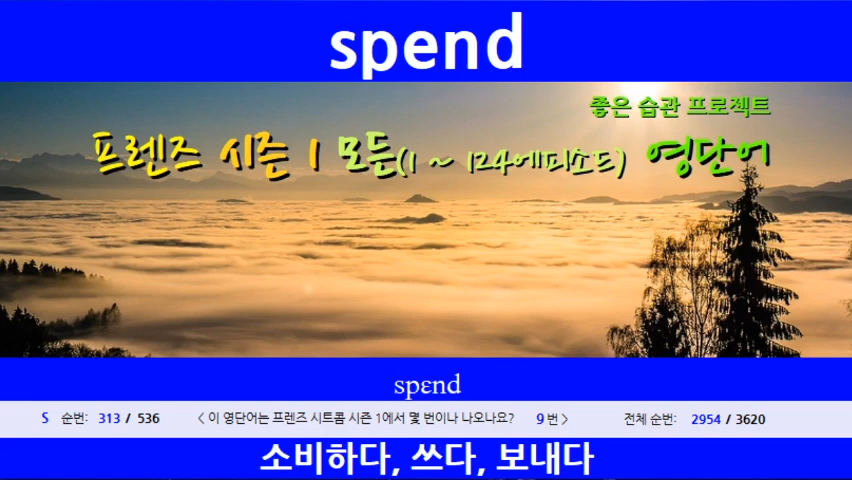 spend
좋은 습관 프로젝트
프렌즈 시즌 1 모든(1 ~ 124에피소드) 영단어
spɛnd
S 순번: 313 / 536 < 이 영단어는 프렌즈 시트콤 시즌 1에서 몇 번이나 나오나요? 9 번 > 전체 순번: 2954 / 3620
소비하다, 쓰다, 보내다